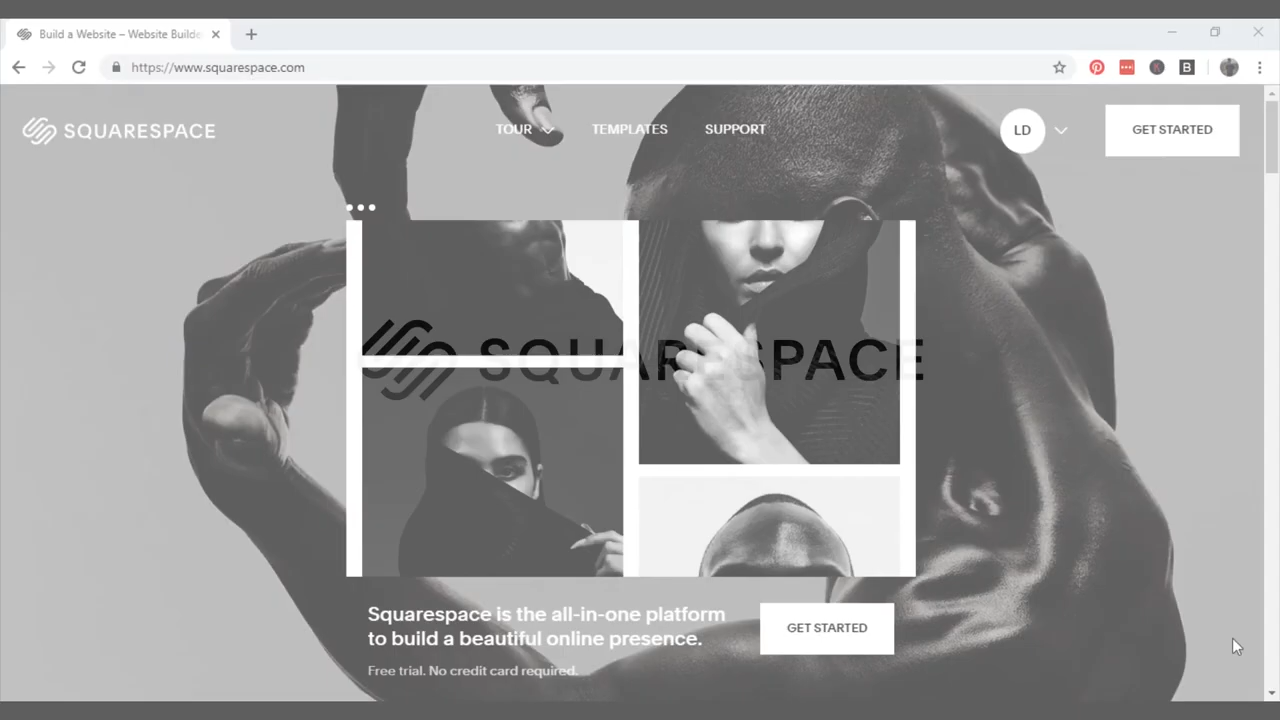 Build a Website – Website Builde
https://www.squarespace.com
SQUARESPACE
TOUR
TEMPLATES
SUPPORT
LD
GET STARTED
SQUARESPACE
Squarespace is the all-in-one platform
to build a beautiful online presence.
GET STARTED
Free trial. No credit card required.